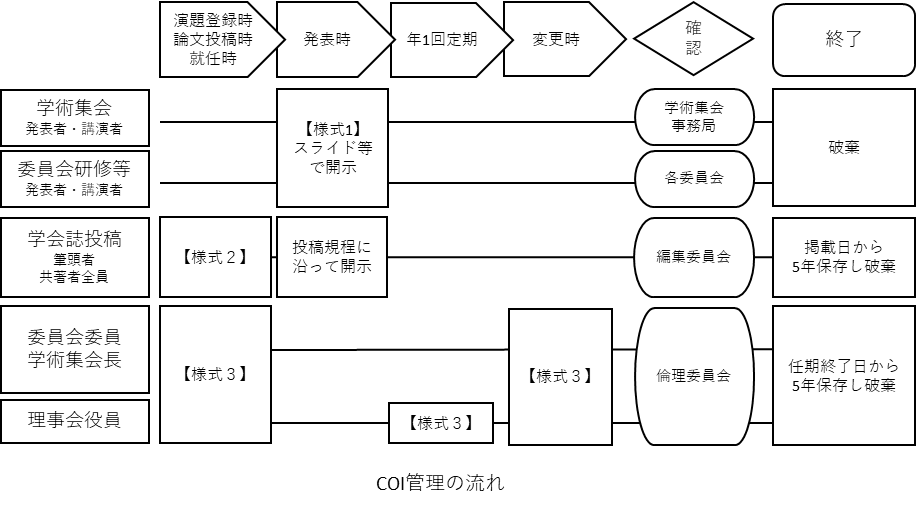 演題登録時
論文投稿時
就任時
発表時
年1回定期
変更時
確
認
終了
学術集会
発表者・講演者
【様式1】
スライド等
で開示
学術集会
事務局
破棄
委員会研修等
発表者・講演者
各委員会
学会誌投稿
筆頭者
共著者全員
【様式２】
投稿規程に
沿って開示
編集委員会
掲載日から
5年保存し破棄
委員会委員
学術集会長
【様式３】
【様式３】
倫理委員会
任期終了日から
5年保存し破棄
理事会役員
【様式３】
COI管理の流れ